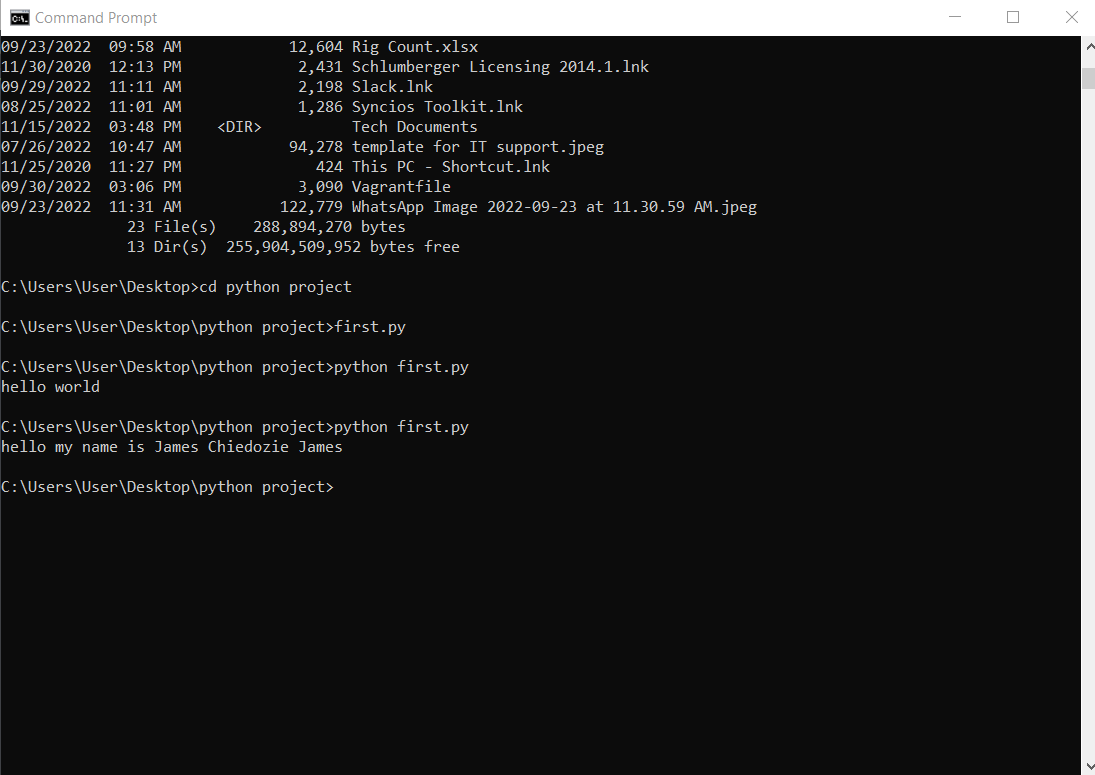 Command Prompt
09/23/2022  09:58 AM            12,604 Rig Count.xlsx
11/30/2020  12:13 PM             2,431 Schlumberger Licensing 2014.1.lnk
09/29/2022  11:11 AM             2,198 Slack.lnk
08/25/2022  11:01 AM             1,286 Syncios Toolkit.lnk
11/15/2022  03:48 PM    <DIR>          Tech Documents
07/26/2022  10:47 AM            94,278 template for IT support.jpeg
11/25/2020  11:27 PM               424 This PC - Shortcut.lnk
09/30/2022  03:06 PM             3,090 Vagrantfile
09/23/2022  11:31 AM           122,779 WhatsApp Image 2022-09-23 at 11.30.59 AM.jpeg
              23 File(s)    288,894,270 bytes
              13 Dir(s)  255,904,509,952 bytes free
C:\Users\User\Desktop>cd python project
C:\Users\User\Desktop\python project>first.py
C:\Users\User\Desktop\python project>python first.py
hello world
C:\Users\User\Desktop\python project>python first.py
hello my name is James Chiedozie James
C:\Users\User\Desktop\python project>